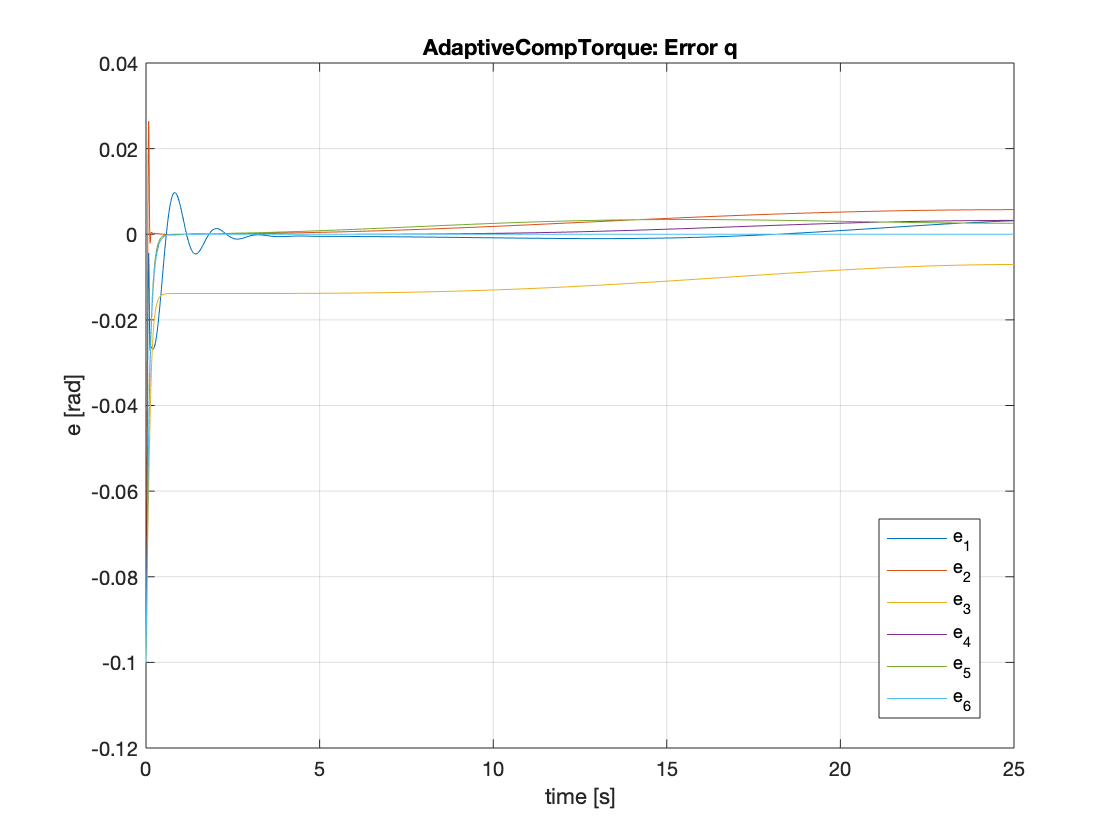 AdaptiveCompTorque: Error q
0.04
0.02
0
-0.02
-0.04
-0.06
-0.08
-0.1
-0.12
e [rad]
0 5 10 15 20 25
time [s]
e1
e2
e3
e4
e5
e6